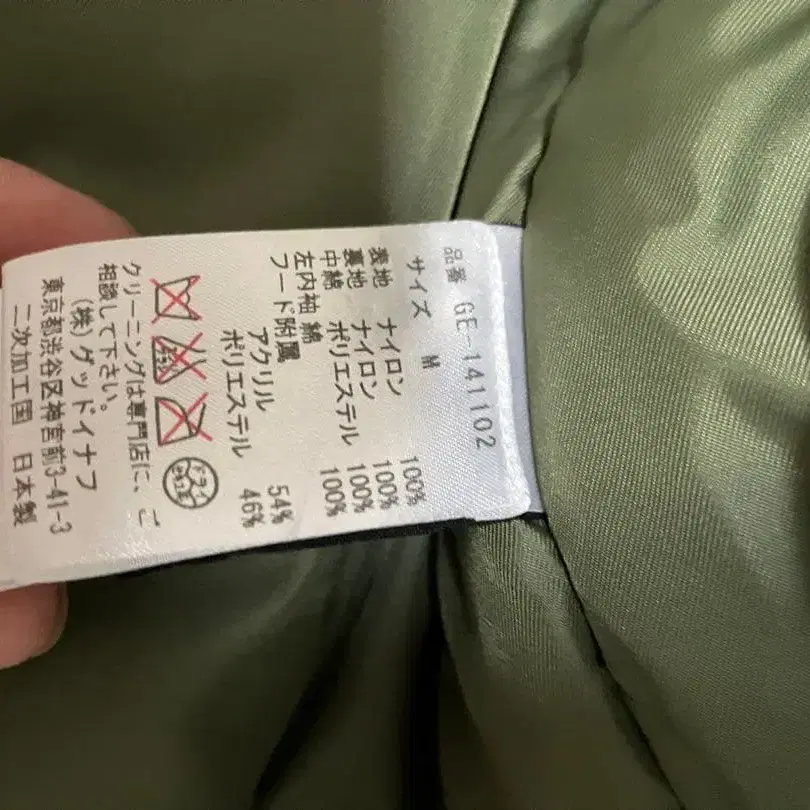 品番 GE-141102
サイズ M
表地 ナイロン 100%
裏地 ナイロン 100%
中綿 ポリエステル 100%
左内袖 綿 100%
フード附属
アクリル 54%
ポリエステル 46%
ドライ
クリーニングは専門店に、ご
相談して下さい。
(株)グッドイナフ
東京都渋谷区神宮前3-41-3
二次加工国 日本製